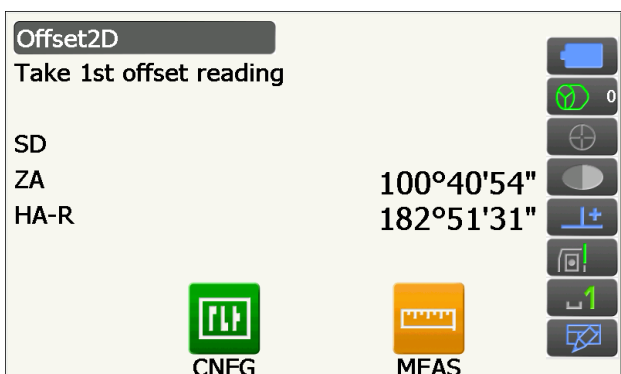 Offset2D
Take 1st offset reading
0
SD
ZA 100°40'54"
HA-R 182°51'31"
1
CNFG MEAS